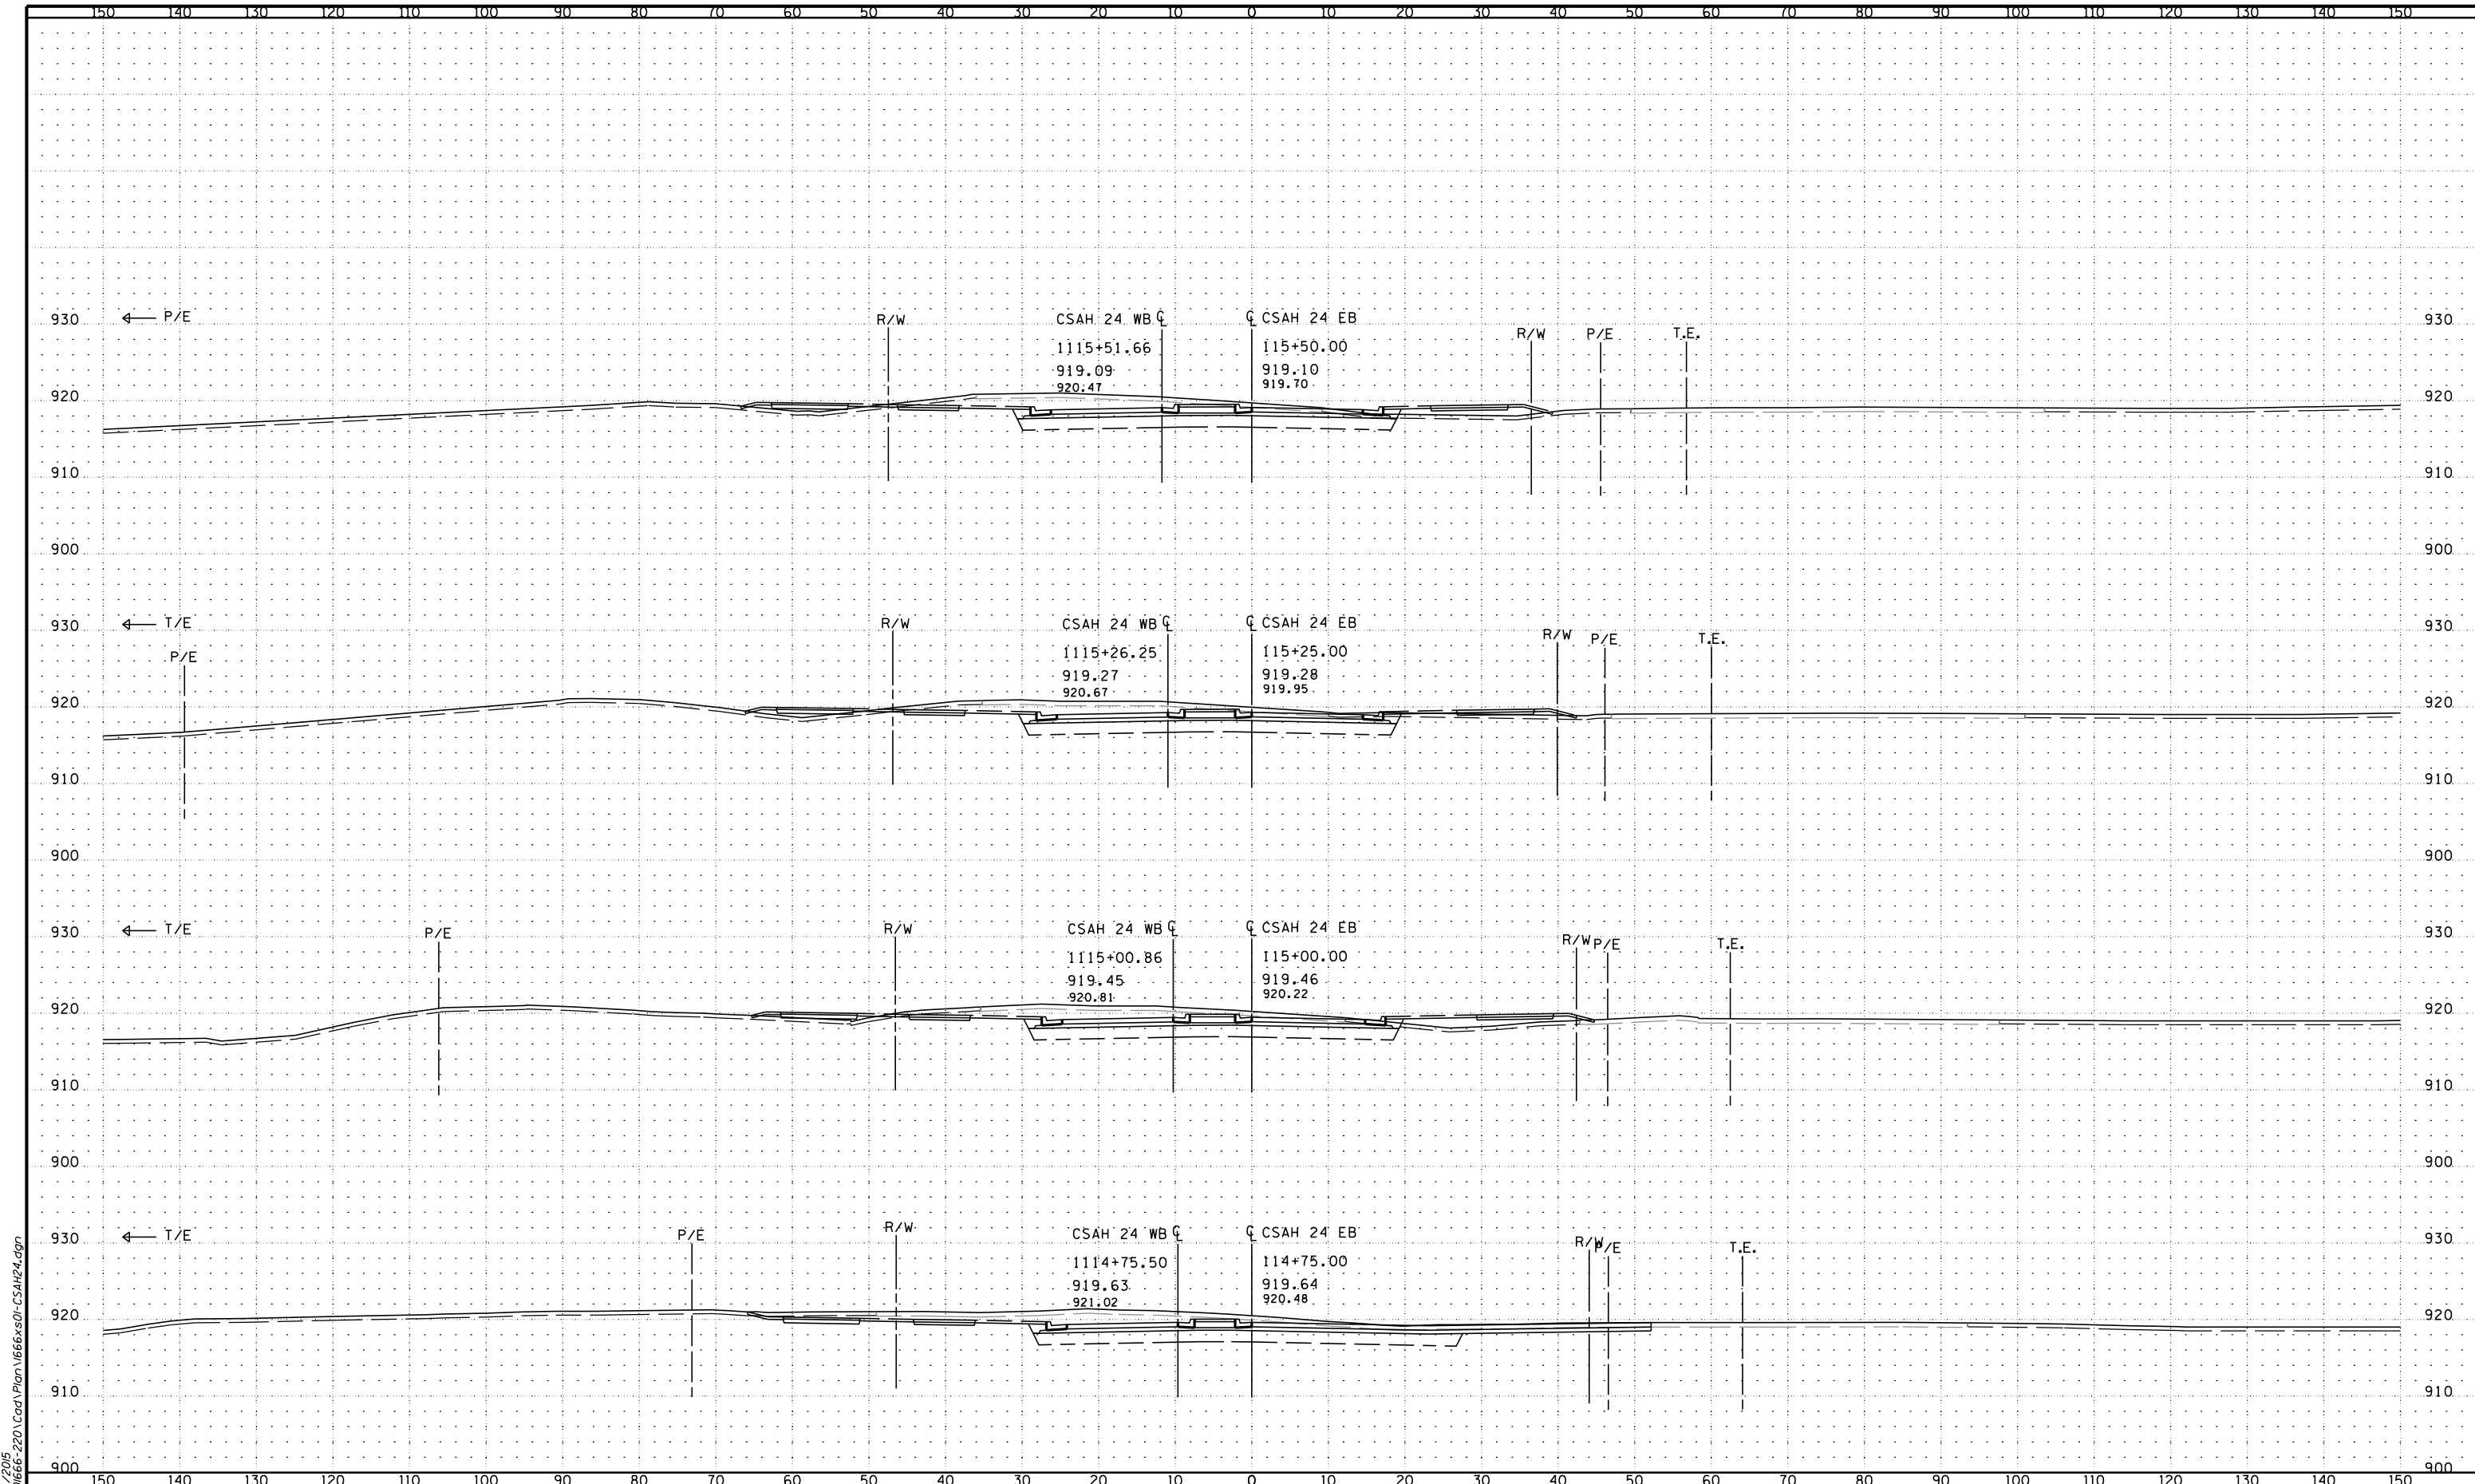 150 140 130 120 110 100 90 80 70 60 50 40 30 20 10 0 10 20 30 40 50 60 70 80 90 100 110 120 130 140 150
P/E
R/W
CSAH 24 WB ℄
℄ CSAH 24 EB
R/W P/E T.E.
930 930
1115+51.66 115+50.00
919.09 919.10
920.47 919.70
920 920
910 910
900 900
T/E
P/E
R/W
CSAH 24 WB ℄
℄ CSAH 24 EB
R/W P/E T.E.
930 930
1115+26.25 115+25.00
919.27 919.28
920.67 919.95
920 920
910 910
900 900
T/E
P/E
R/W
CSAH 24 WB ℄
℄ CSAH 24 EB
R/W P/E T.E.
930 930
1115+00.86 115+00.00
919.45 919.46
920.81 920.22
920 920
910 910
900 900
T/E
P/E
R/W
CSAH 24 WB ℄
℄ CSAH 24 EB
R/W P/E T.E.
930 930
1114+75.50 114+75.00
919.63 919.64
921.02 920.48
920 920
910 910
900 900
150 140 130 120 110 100 90 80 70 60 50 40 30 20 10 0 10 20 30 40 50 60 70 80 90 100 110 120 130 140 150
/2015
1666-220\Cad\Plan\1666xs01-CSAH24.dgn